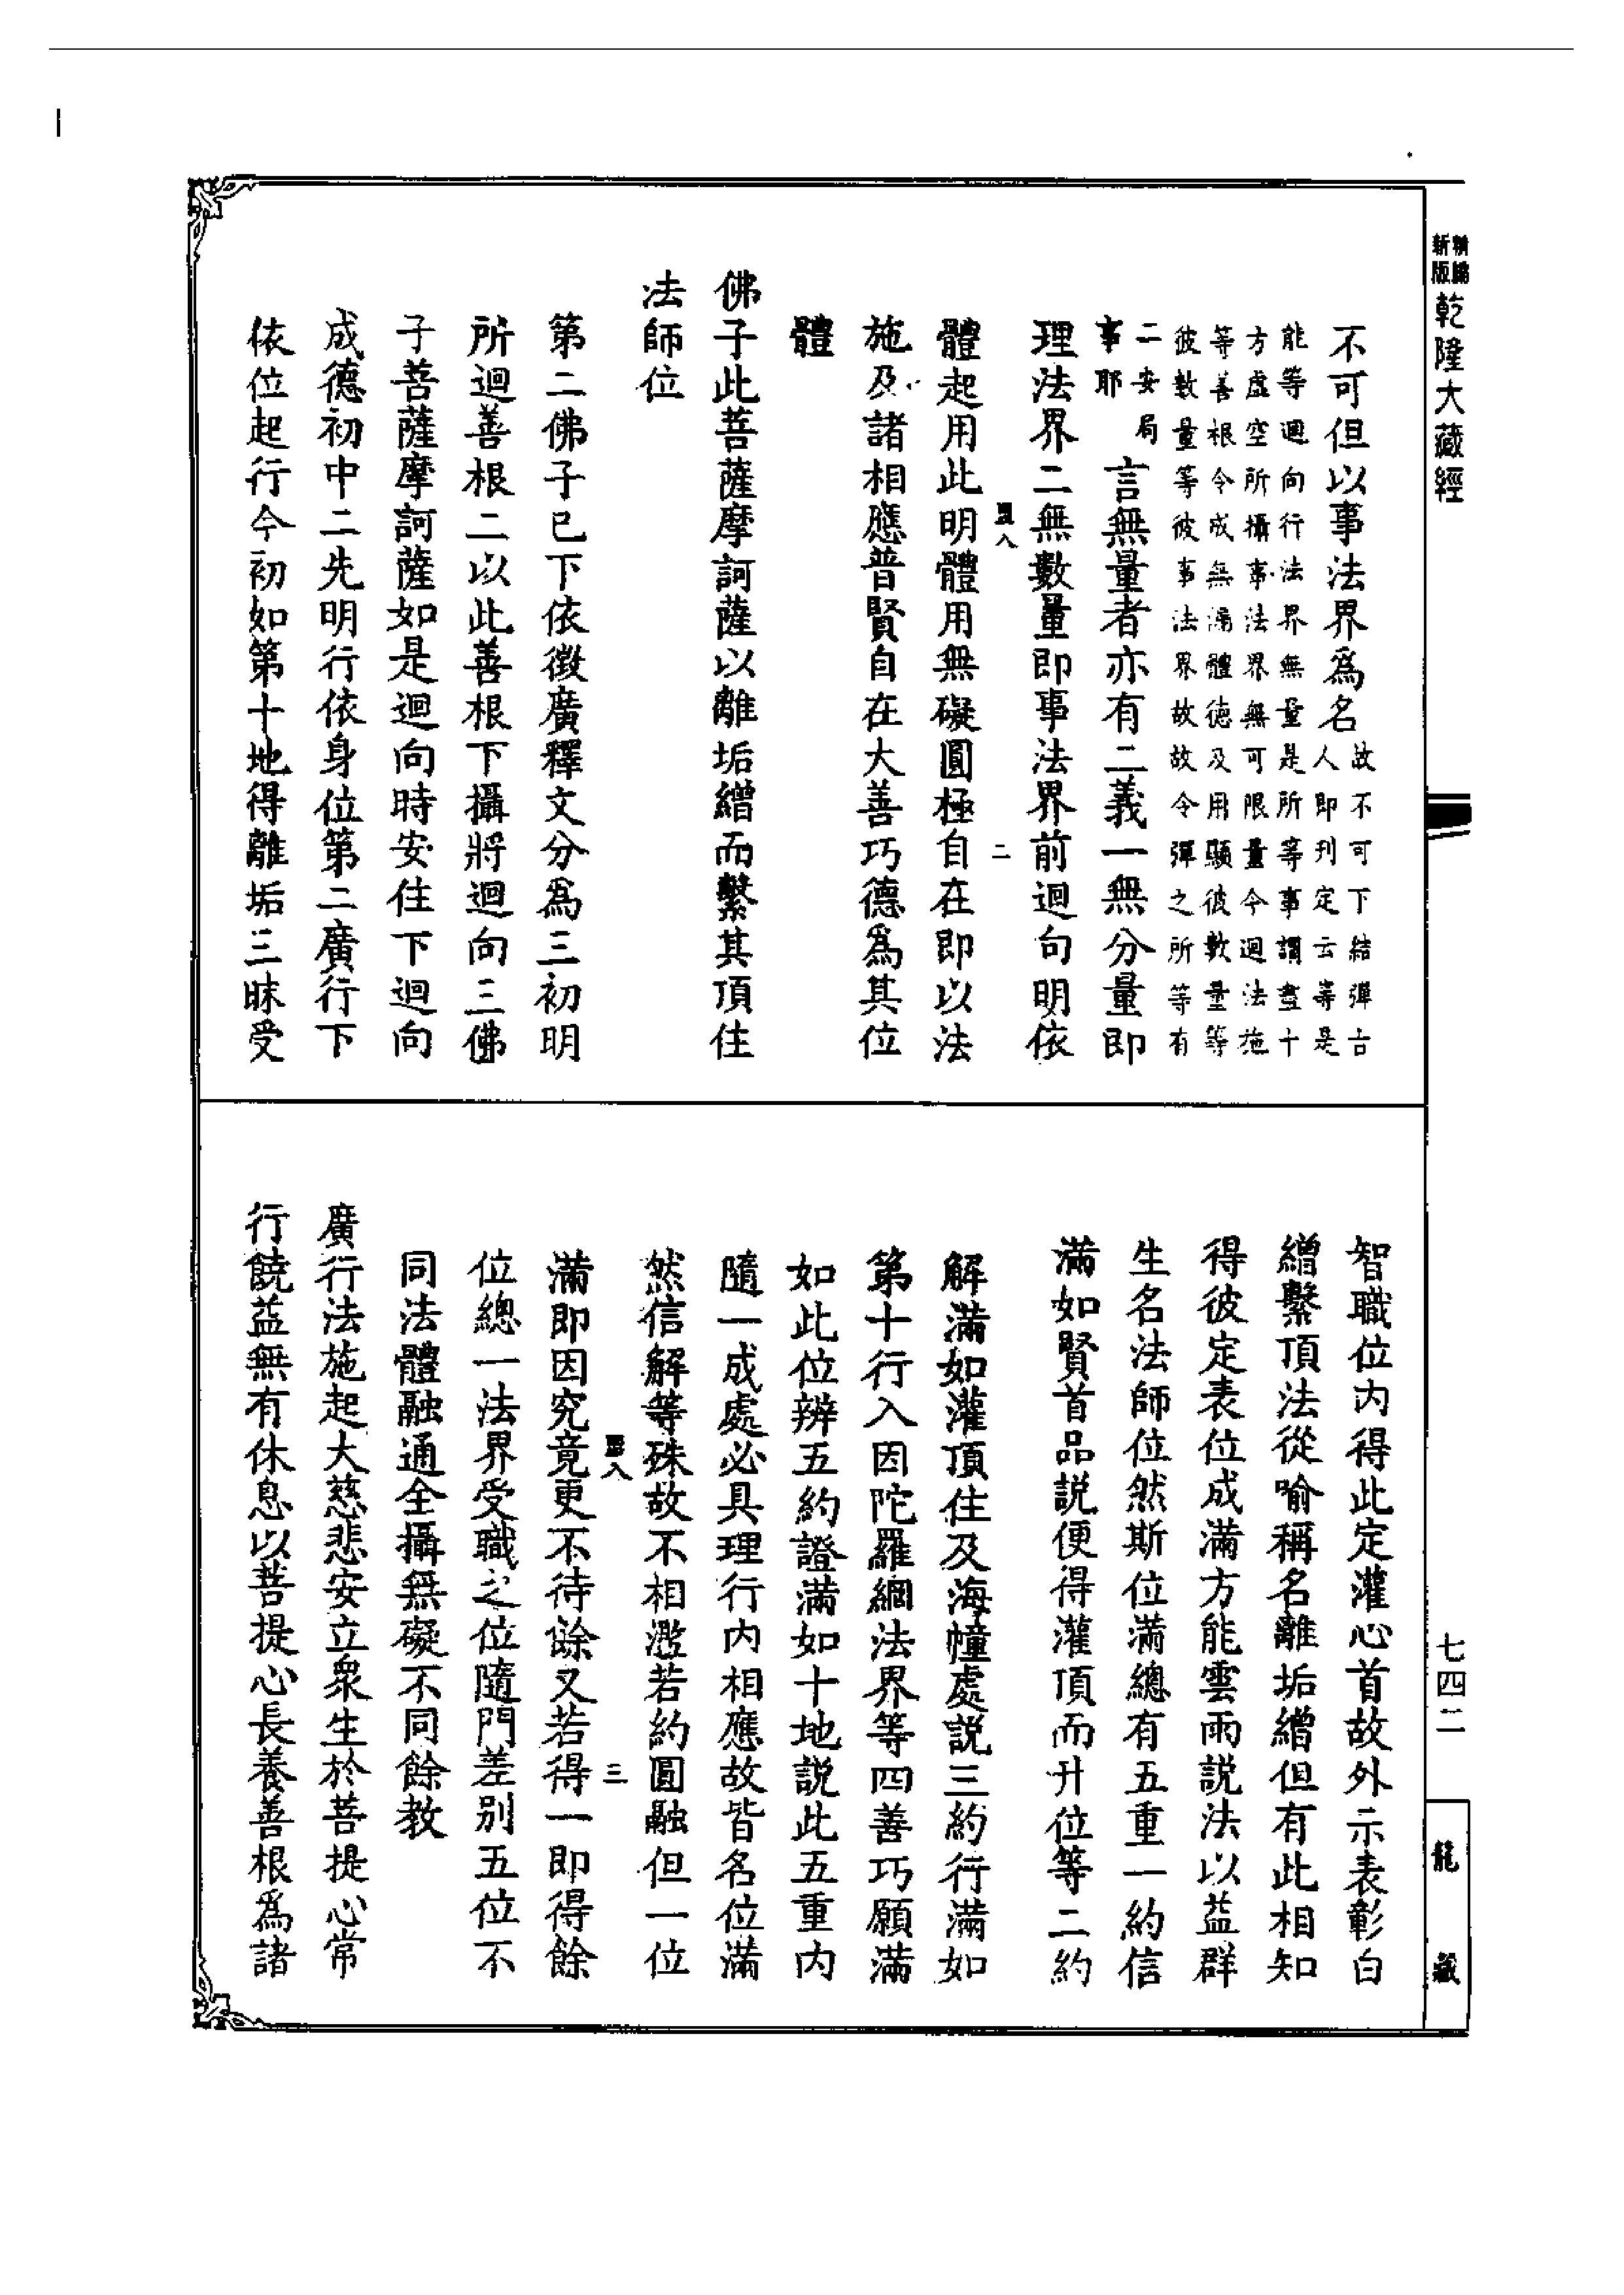 新版
乾隆大藏經
不可但以事法界爲名
故不可下結彈古
人即刊定云等是
能等迴向行法界無量是所等事謂盡十
方虛空所攝事法界無可限量今迴法施
等善根令成無漏體德及用顯彼數量等
彼數量等彼事法界故故今彈之所等有
二安局
事耶
言無量者亦有二義一無分量即
理法界二無數量即事法界前迴向明依
體起用此明體用無礙圓極自在即以法
施及諸相應普賢自在大善巧德爲其位
體
佛子此菩薩摩訶薩以離垢繒而繫其頂住
法師位
第二佛子已下依徵廣釋文分爲三初明
所迴善根二以此善根下攝將迴向三佛
子菩薩摩訶薩如是迴向時安住下迴向
成德初中二先明行依身位第二廣行下
依位起行今初如第十地得離垢三昧受
二
智職位內得此定灌心首故外示表彰白
繒繫頂法從喻稱名離垢繒但有此相知
得彼定表位成滿方能雲雨説法以益群
生名法師位然斯位滿總有五重一約信
滿如賢首品説便得灌頂而升位等二約
解滿如灌頂住及海幢處説三約行滿如
第十行入因陀羅網法界等四善巧願滿
如此位辨五約證滿如十地説此五重內
隨一成處必具理行內相應故皆名位滿
然信解等殊故不相濫若約圓融但一位
滿即因究竟更不待餘又若得一即得餘
位總一法界受職之位隨門差別五位不
同法體融通全攝無礙不同餘教
廣行法施起大慈悲安立衆生於菩提心常
行饒益無有休息以菩提心長養善根爲諸
三
七四二
龍藏